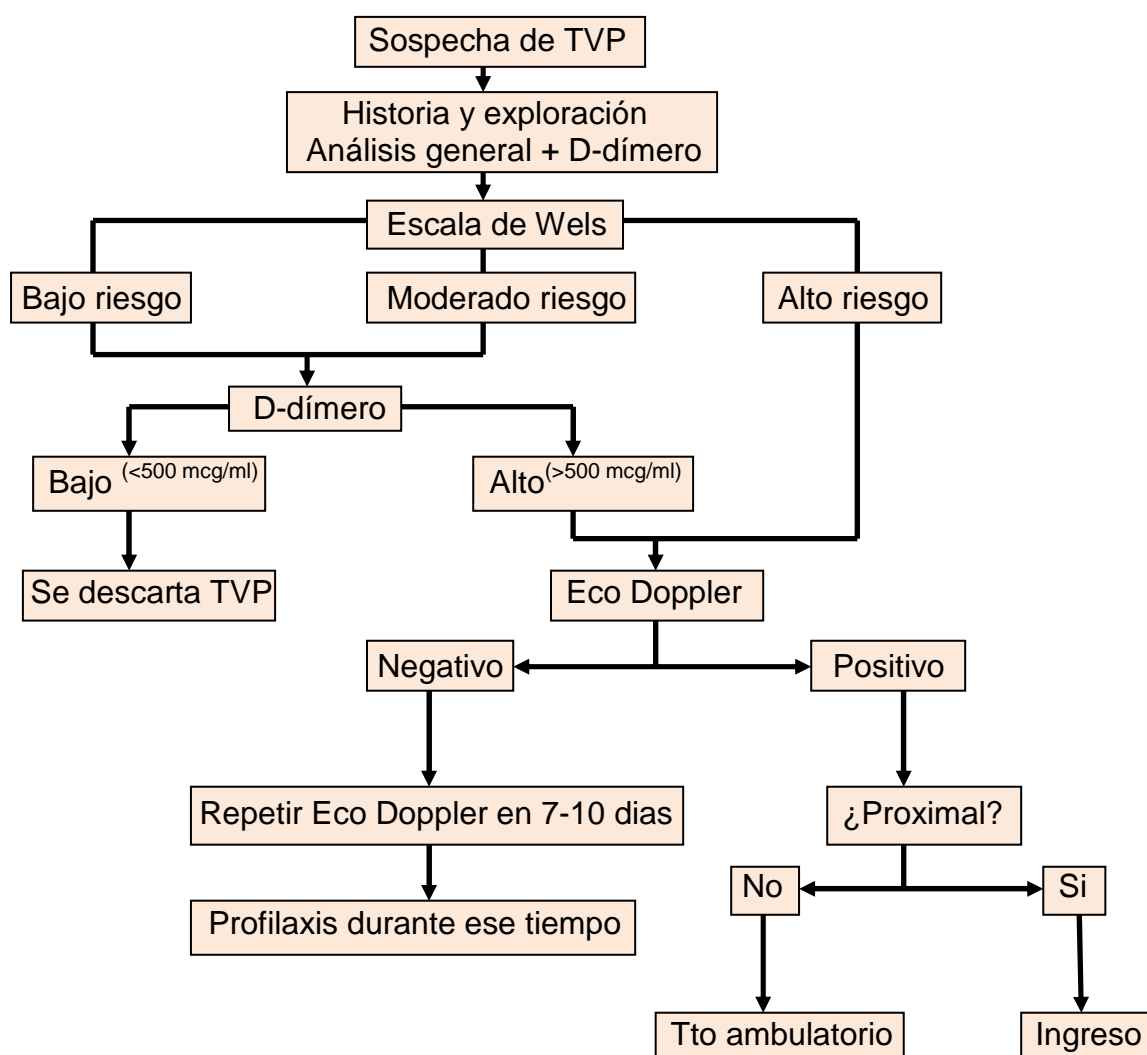 Sospecha de TVP
Historia y exploración
Análisis general + D-dímero
Escala de Wels
Bajo riesgo
Moderado riesgo
Alto riesgo
D-dímero
Bajo (<500 mcg/ml)
Alto(>500 mcg/ml)
Se descarta TVP
Eco Doppler
Negativo
Positivo
Repetir Eco Doppler en 7-10 dias
¿Proximal?
No
Si
Profilaxis durante ese tiempo
Tto ambulatorio
Ingreso